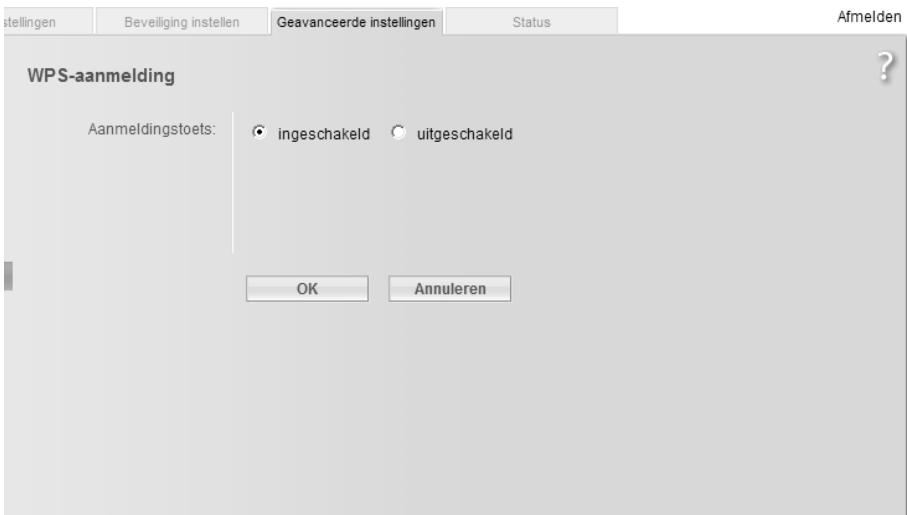 stellingen Beveiliging instellen Geavanceerde instellingen Status Afmelden
?
WPS-aanmelding
Aanmeldingstoets: ingeschakeld uitgeschakeld
OK Annuleren